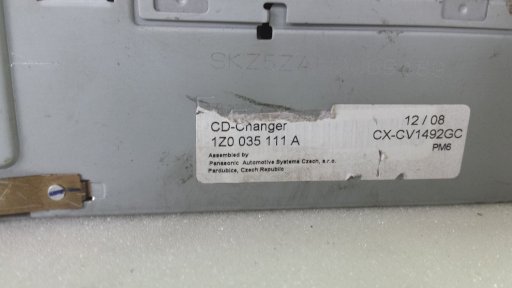 CD-Changer
12 / 08
1Z0 035 111 A
CX-CV1492GC
PM6
Assembled by
Panasonic Automotive Systems Czech, s.r.o.
Pardubice, Czech Republic